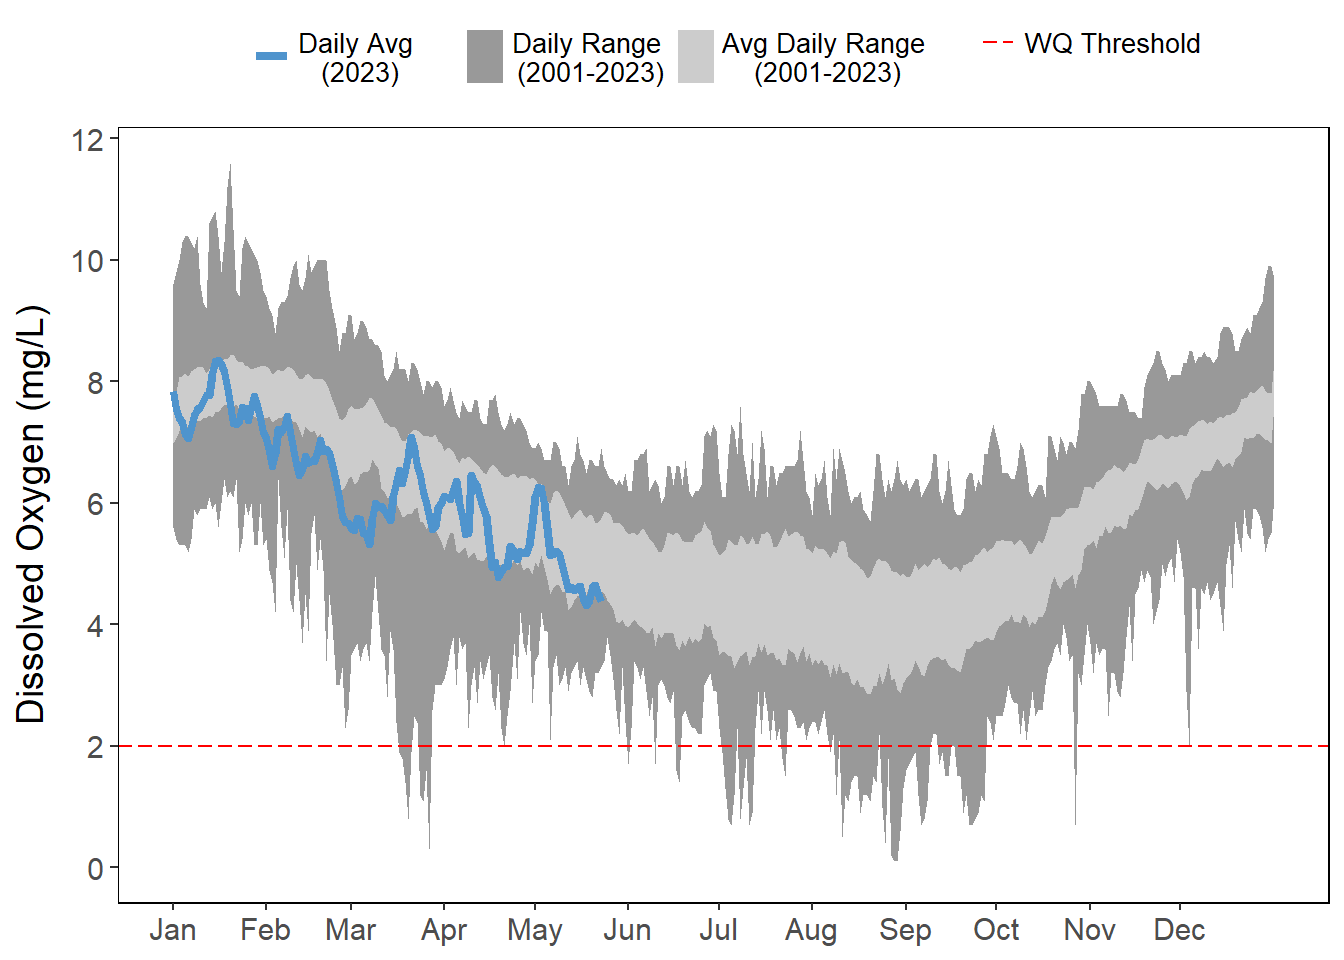 Daily Avg
(2023)
Daily Range
(2001-2023)
Avg Daily Range
(2001-2023)
WQ Threshold
Dissolved Oxygen (mg/L)
12
10
8
6
4
2
0
Jan Feb Mar Apr May Jun Jul Aug Sep Oct Nov Dec